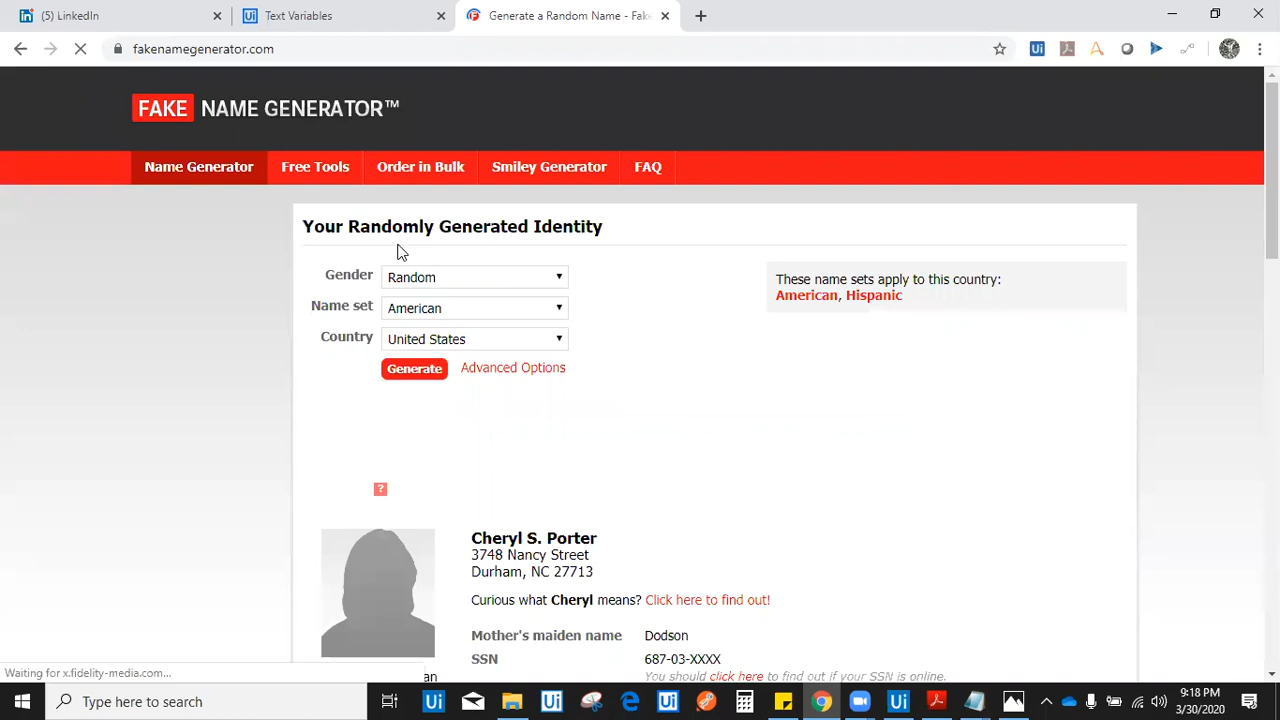 (5) LinkedIn
Text Variables
Generate a Random Name - Fake
fakenamegenerator.com
FAKE NAME GENERATOR™
Name Generator Free Tools Order in Bulk Smiley Generator FAQ
Your Randomly Generated Identity
Gender Random
Name set American
Country United States
Generate Advanced Options
These name sets apply to this country:
American, Hispanic
?
Cheryl S. Porter
3748 Nancy Street
Durham, NC 27713
Curious what Cheryl means? Click here to find out!
Mother's maiden name Dodson
SSN 687-03-XXXX
You should click here to find out if your SSN is online.
an
Waiting for x.fidelity-media.com...
Type here to search
9:18 PM
3/30/2020